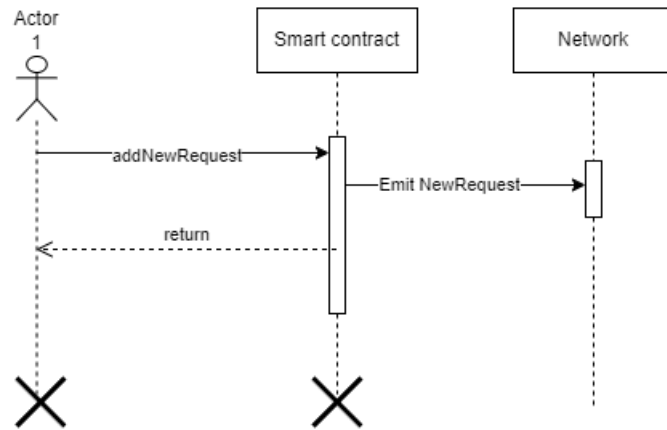 Actor
1
Smart contract
Network
addNewRequest
Emit NewRequest
return